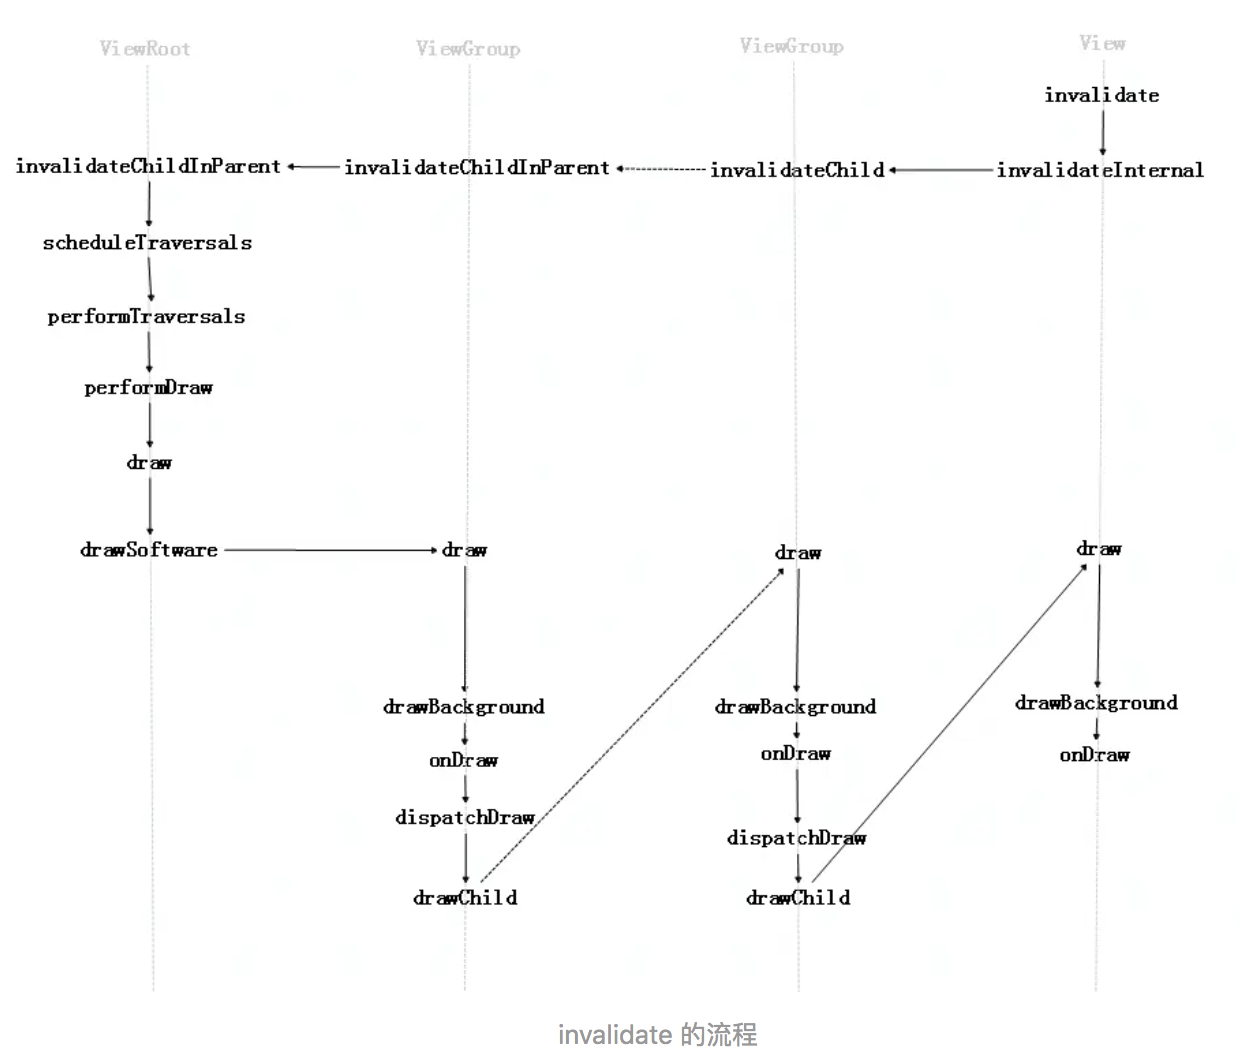 ViewRoot
ViewGroup
ViewGroup
View
invalidate
invalidateChildInParent
invalidateChildInParent
invalidateChild
invalidateInternal
scheduleTraversals
performTraversals
performDraw
draw
drawSoftware
draw
draw
draw
drawBackground
drawBackground
drawBackground
onDraw
onDraw
onDraw
dispatchDraw
dispatchDraw
drawChild
drawChild
invalidate 的流程